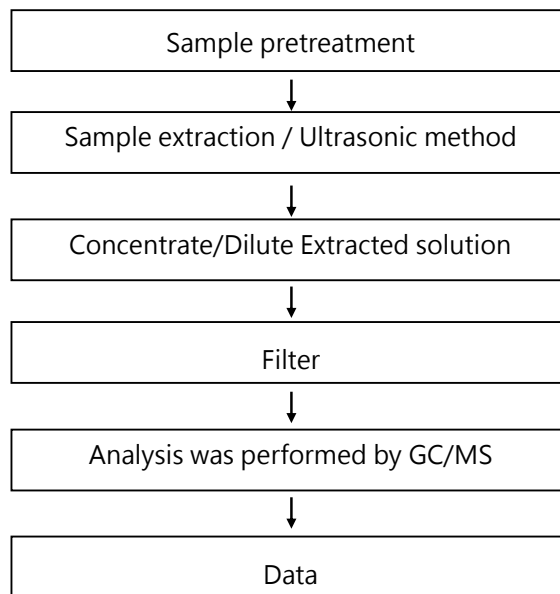 Sample pretreatment
Sample extraction / Ultrasonic method
Concentrate/Dilute Extracted solution
Filter
Analysis was performed by GC/MS
Data